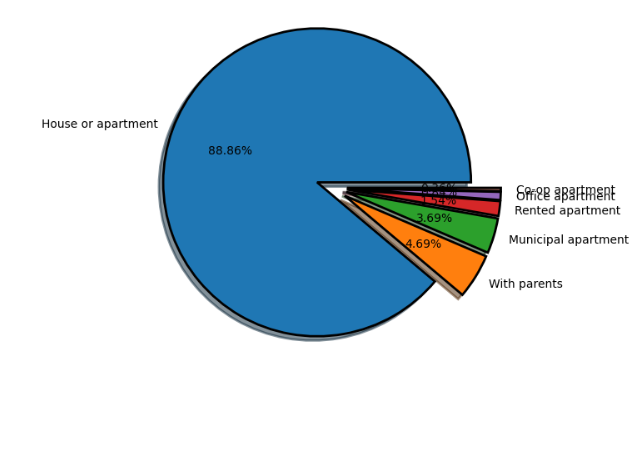 House or apartment
88.86%
Co-op apartment
Office apartment
1.54%
Rented apartment
3.69%
Municipal apartment
4.69%
With parents